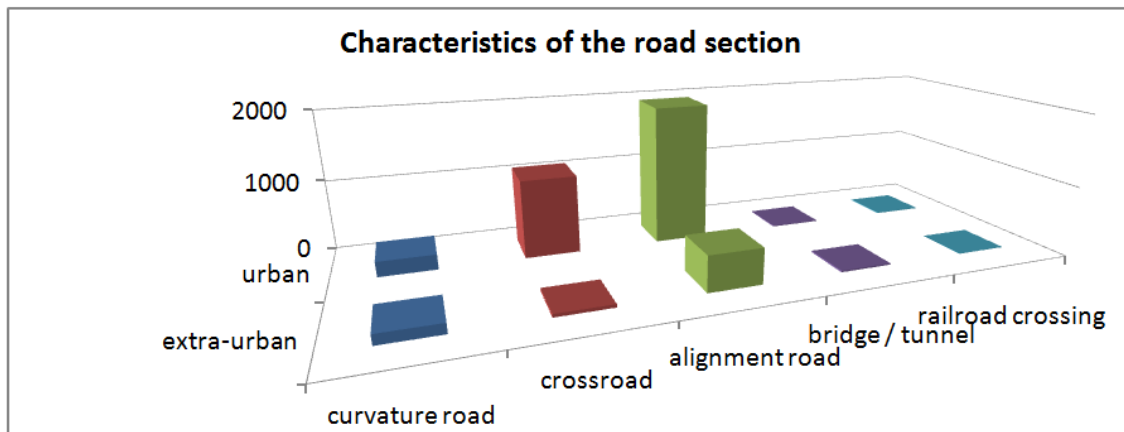 Characteristics of the road section
2000
1000
0
urban
extra-urban
curvature road
crossroad
alignment road
bridge / tunnel
railroad crossing